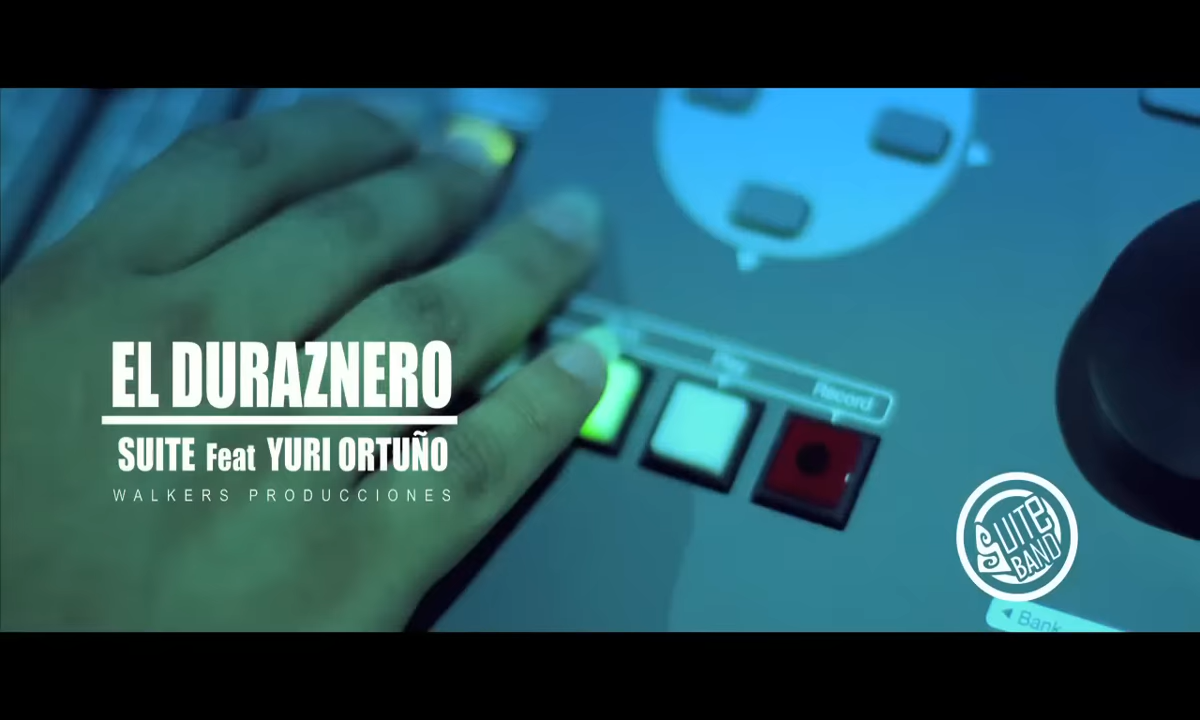 Play
Record
EL DURAZNERO
SUITE Feat YURI ORTUÑO
WALKERS PRODUCCIONES
SUITE
BAND
Bank